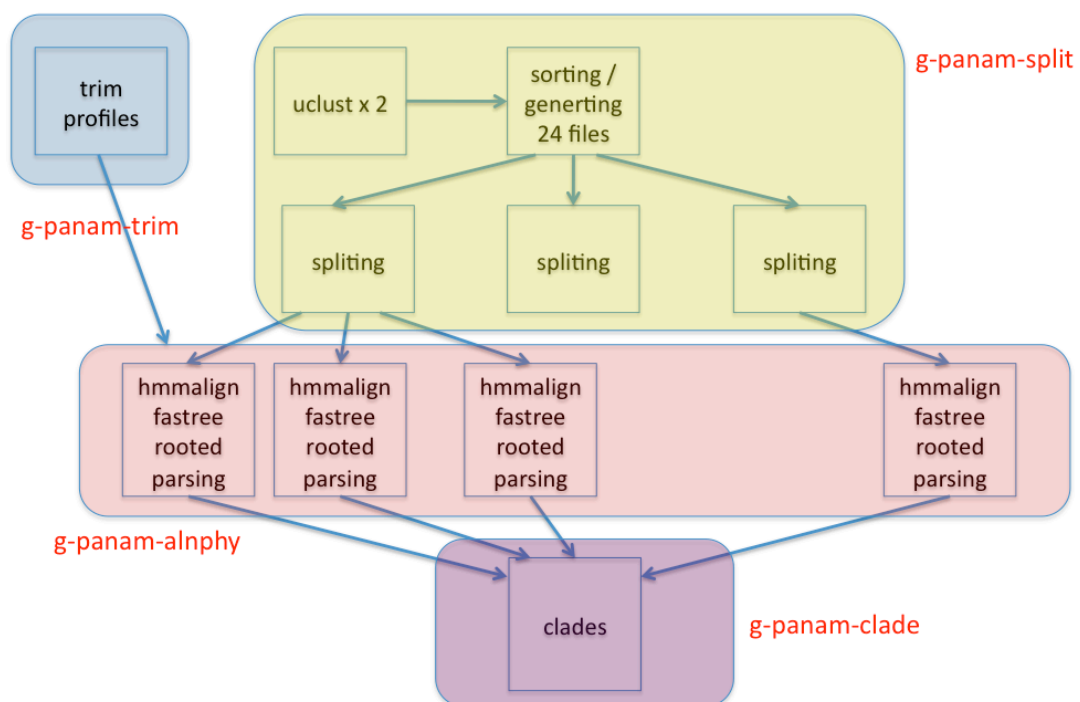 trim
profiles
uclust x 2
sorting /
generting
24 files
g-panam-split
g-panam-trim
spliting
spliting
spliting
hmmalign
fastree
rooted
parsing
hmmalign
fastree
rooted
parsing
hmmalign
fastree
rooted
parsing
hmmalign
fastree
rooted
parsing
g-panam-alnphy
clades
g-panam-clade